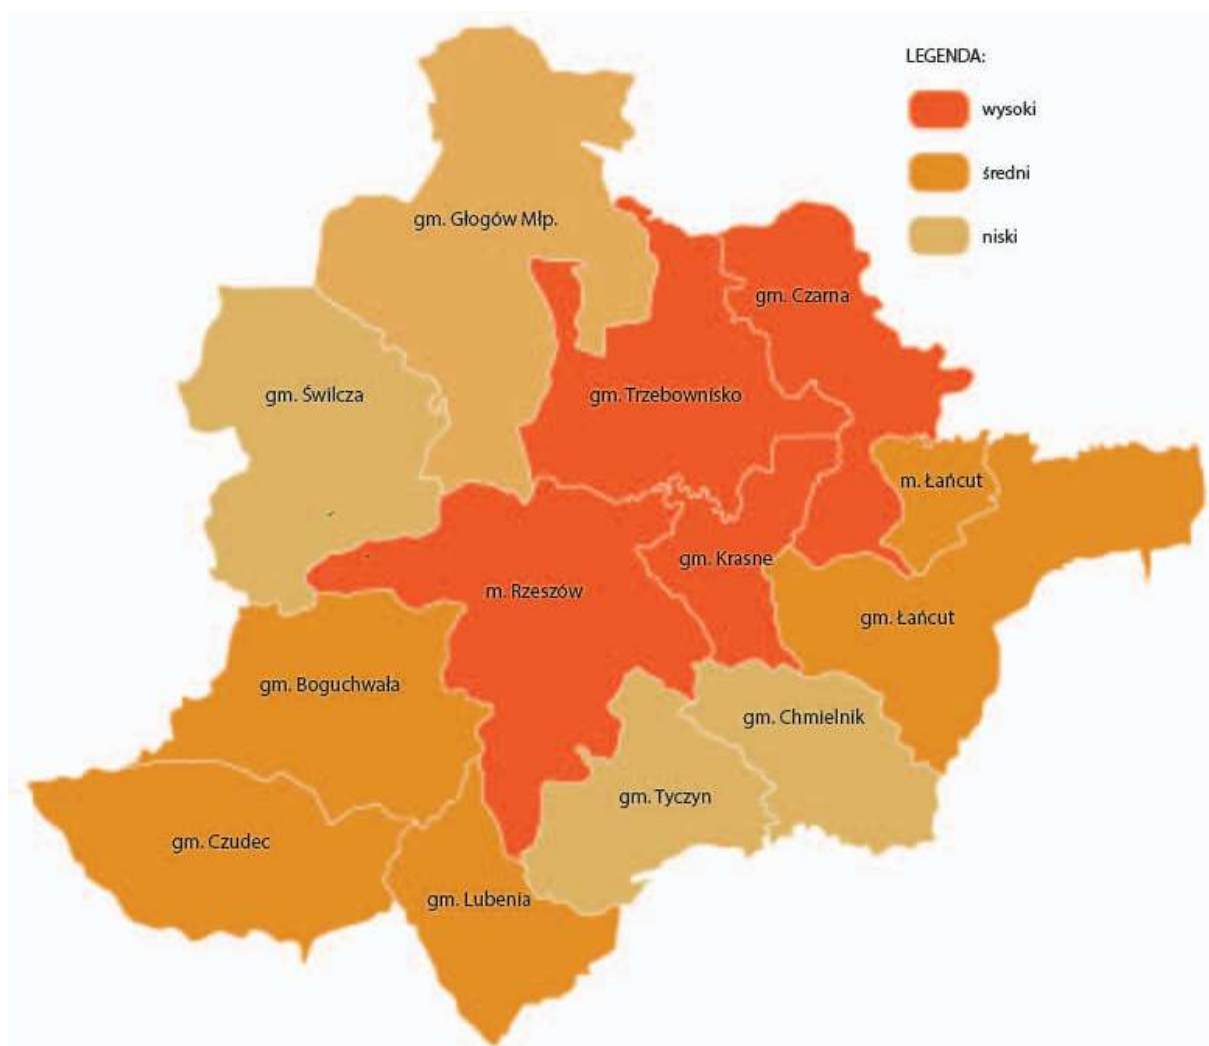 LEGENDA:
wysoki
średni
niski
gm. Głogów Młp.
gm. Czarna
gm. Świlcza
gm. Trzebownisko
m. Łańcut
gm. Krasne
m. Rzeszów
gm. Łańcut
gm. Boguchwała
gm. Chmielnik
gm. Tyczyn
gm. Czudec
gm. Lubenia